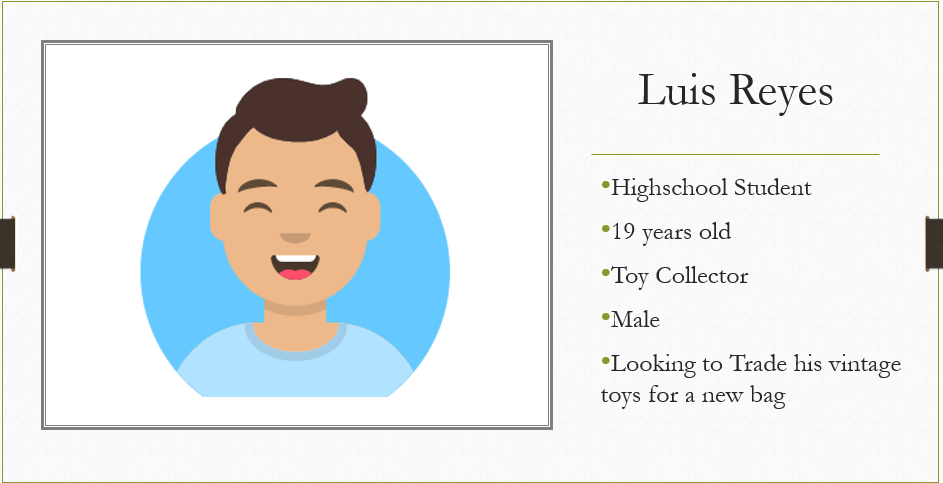 Luis Reyes
•Highschool Student
•19 years old
•Toy Collector
•Male
•Looking to Trade his vintage
toys for a new bag